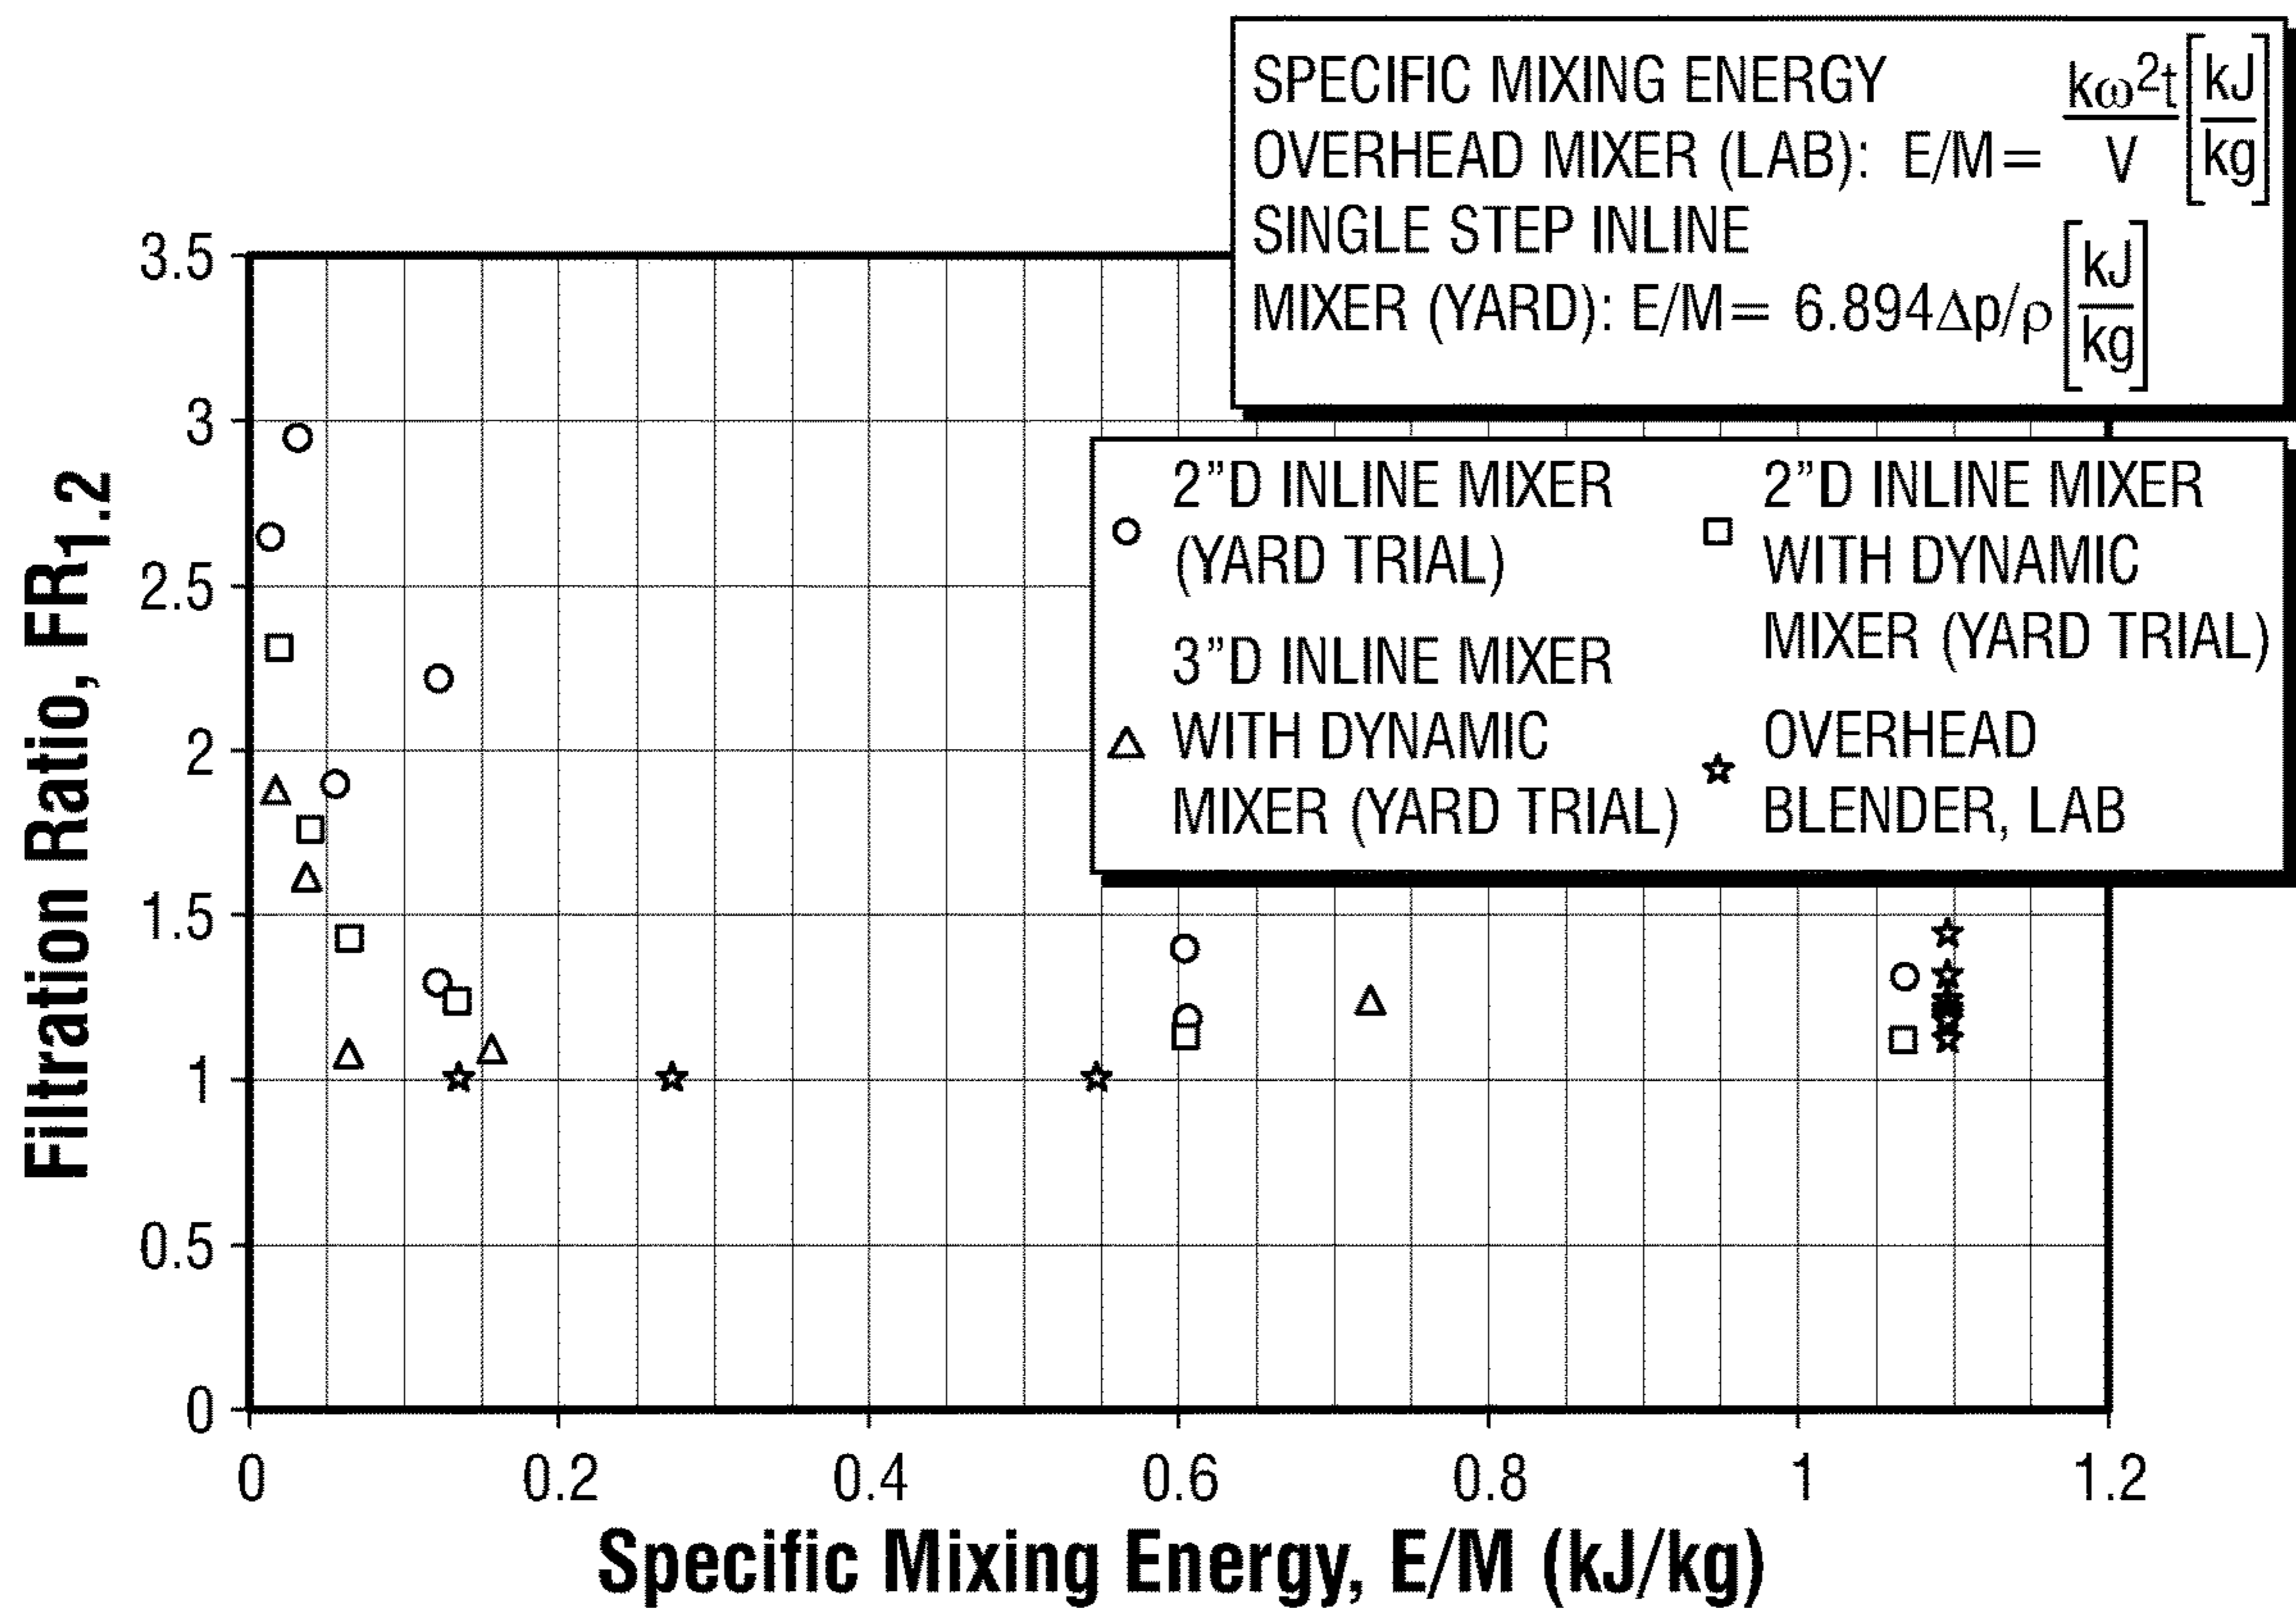 SPECIFIC MIXING ENERGY
OVERHEAD MIXER (LAB): E/M= kω²t/V [kJ/kg]
SINGLE STEP INLINE
MIXER (YARD): E/M= 6.894Δp/ρ [kJ/kg]
2”D INLINE MIXER
(YARD TRIAL)
2”D INLINE MIXER
WITH DYNAMIC
MIXER (YARD TRIAL)
3”D INLINE MIXER
WITH DYNAMIC
MIXER (YARD TRIAL)
OVERHEAD
BLENDER, LAB
Filtration Ratio, FR1.2
3.5
3
2.5
2
1.5
1
0.5
0
0 0.2 0.4 0.6 0.8 1 1.2
Specific Mixing Energy, E/M (kJ/kg)